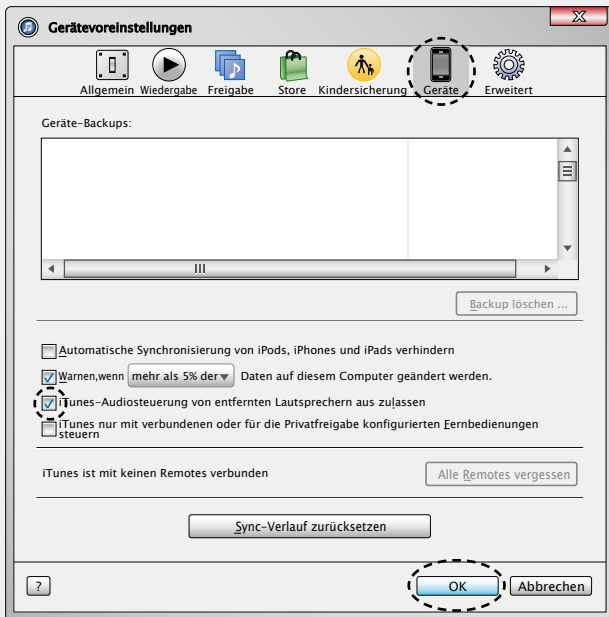 Gerätevoreinstellungen
Allgemein Wiedergabe Freigabe Store Kindersicherung Geräte Erweitert
Geräte-Backups:
Backup löschen ...
Automatische Synchronisierung von iPods, iPhones und iPads verhindern
Warnen,wenn mehr als 5% der Daten auf diesem Computer geändert werden.
iTunes-Audiosteuerung von entfernten Lautsprechern aus zulassen
iTunes nur mit verbundenen oder für die Privatfreigabe konfigurierten Eernbedienungen
steuern
iTunes ist mit keinen Remotes verbunden Alle Remotes vergessen
Sync-Verlauf zurücksetzen
? OK Abbrechen